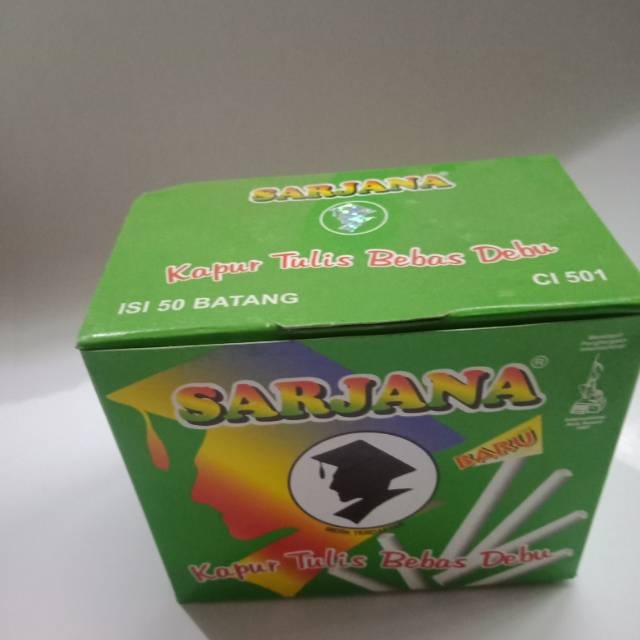 SARJANA
Kapur Tulis Bebas Debu
ISI 50 BATANG
CI 501
SARJANA®
BARU
Kapur Tulis Bebas Debu